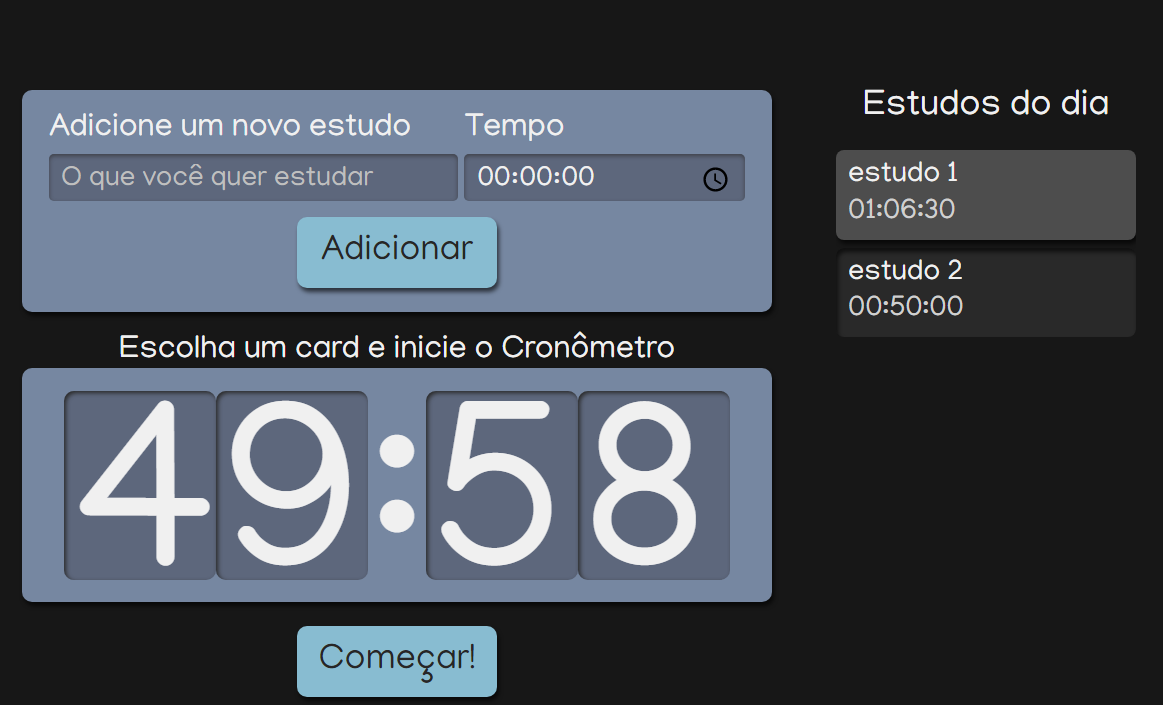 Adicione um novo estudo
Tempo
O que você quer estudar
00:00:00
Adicionar
Escolha um card e inicie o Cronômetro
49:58
Começar!
Estudos do dia
estudo 1
01:06:30
estudo 2
00:50:00